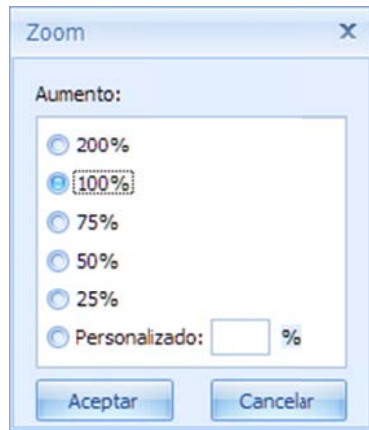 Zoom
Aumento:
200%
100%
75%
50%
25%
Personalizado: %
Aceptar Cancelar